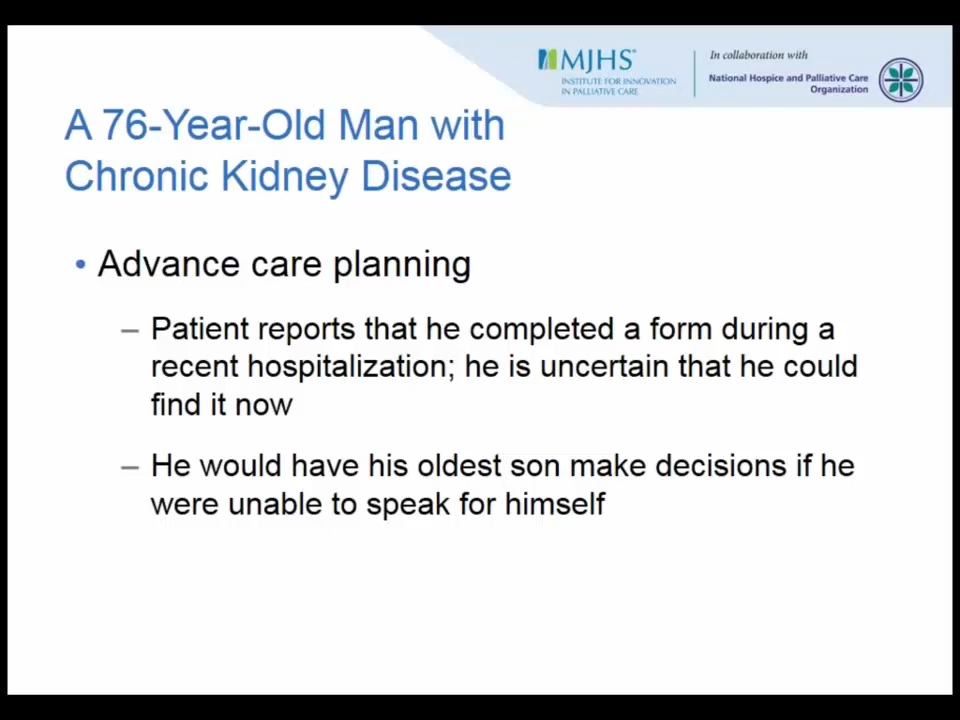 MJHS
INSTITUTE FOR INNOVATION
IN PALLIATIVE CARE
In collaboration with
National Hospice and Palliative Care
Organization
A 76-Year-Old Man with
Chronic Kidney Disease
• Advance care planning
– Patient reports that he completed a form during a
recent hospitalization; he is uncertain that he could
find it now
– He would have his oldest son make decisions if he
were unable to speak for himself